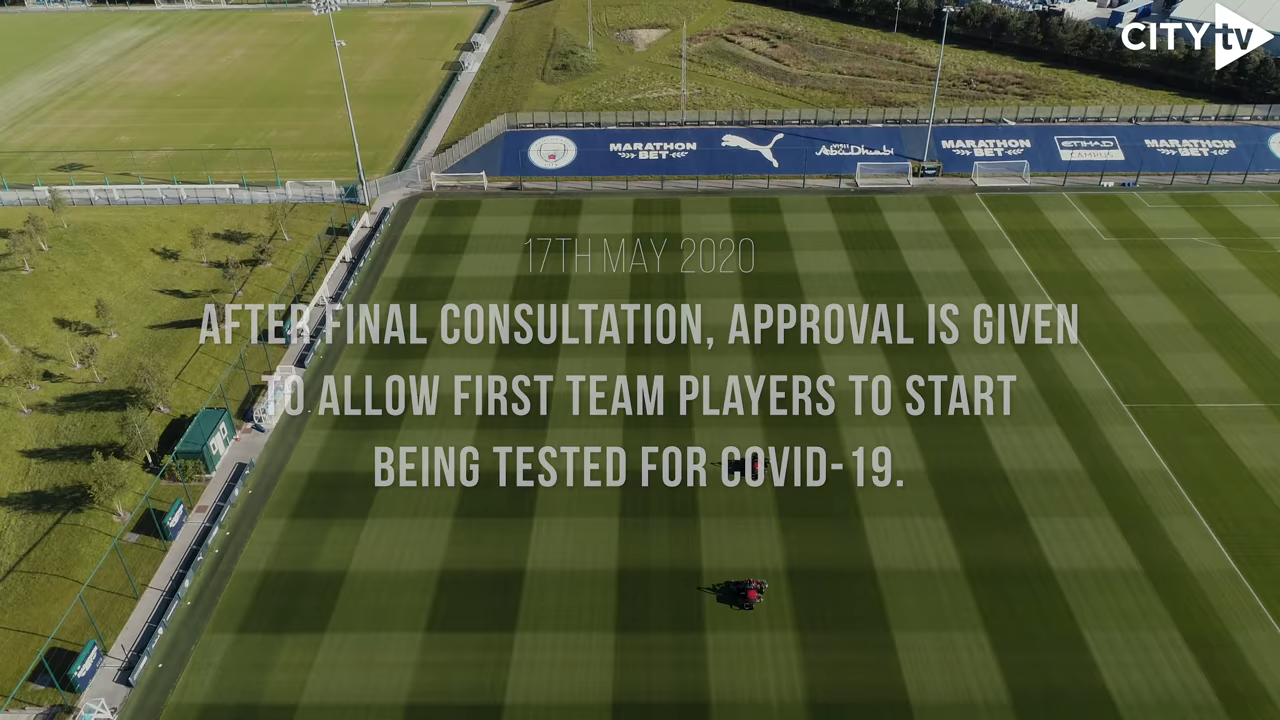 CITY tv
MARATHON BET
VISIT Abu Dhabi
MARATHON BET
ETIHAD CAMPUS
MARATHON BET
17TH MAY 2020
AFTER FINAL CONSULTATION, APPROVAL IS GIVEN
TO ALLOW FIRST TEAM PLAYERS TO START
BEING TESTED FOR COVID-19.